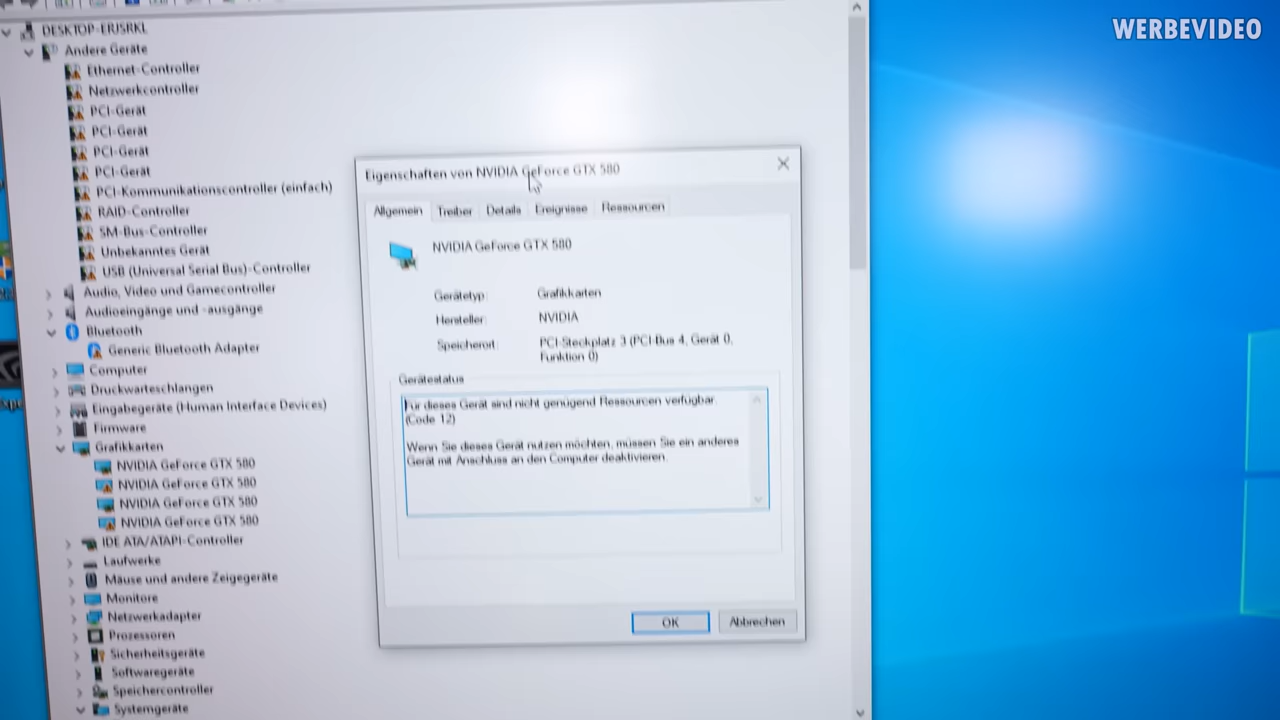 WERBEVIDEO
DESKTOP-ERJSRKL
Andere Geräte
Ethernet-Controller
Netzwerkcontroller
PCI-Gerät
PCI-Gerät
PCI-Gerät
PCI-Gerät
PCI-Kommunikationscontroller (einfach)
RAID-Controller
SM-Bus-Controller
Unbekanntes Gerät
USB (Universal Serial Bus)-Controller
Audio, Video und Gamecontroller
Audioeingänge und -ausgänge
Bluetooth
Generic Bluetooth Adapter
Computer
Druckwarteschlangen
Eingabegeräte (Human Interface Devices)
Firmware
Grafikkarten
NVIDIA GeForce GTX 580
NVIDIA GeForce GTX 580
NVIDIA GeForce GTX 580
NVIDIA GeForce GTX 580
IDE ATA/ATAPI-Controller
Laufwerke
Mäuse und andere Zeigegeräte
Monitore
Netzwerkadapter
Prozessoren
Sicherheitsgeräte
Softwaregeräte
Speichercontroller
Systemgeräte
Eigenschaften von NVIDIA GeForce GTX 580
Allgemein Treiber Details Ereignisse Ressourcen
NVIDIA GeForce GTX 580
Gerätetyp: Grafikkarten
Hersteller: NVIDIA
Speicherort: PCI-Steckplatz 3 (PCI-Bus 4, Gerät 0,
Funktion 0)
Gerätestatus
Für dieses Gerät sind nicht genügend Ressourcen verfügbar.
(Code 12)
Wenn Sie dieses Gerät nutzen möchten, müssen Sie ein anderes
Gerät mit Anschluss an den Computer deaktivieren.
OK Abbrechen